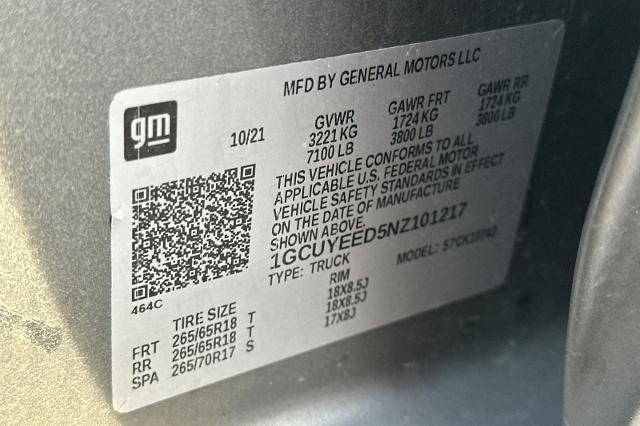 MFD BY GENERAL MOTORS LLC
gm
10/21
GVWR GAWR FRT GAWR RR
3221 KG 1724 KG 1724 KG
7100 LB 3800 LB 3800 LB
THIS VEHICLE CONFORMS TO ALL
APPLICABLE U.S. FEDERAL MOTOR
VEHICLE SAFETY STANDARDS IN EFFECT
ON THE DATE OF MANUFACTURE
SHOWN ABOVE.
1GCUYEED5NZ101217
TYPE: TRUCK MODEL:
464C
TIRE SIZE RIM
FRT 265/65R18 T 18X8.5J
RR 265/65R18 T 18X8.5J
SPA 265/70R17 S 17X8J